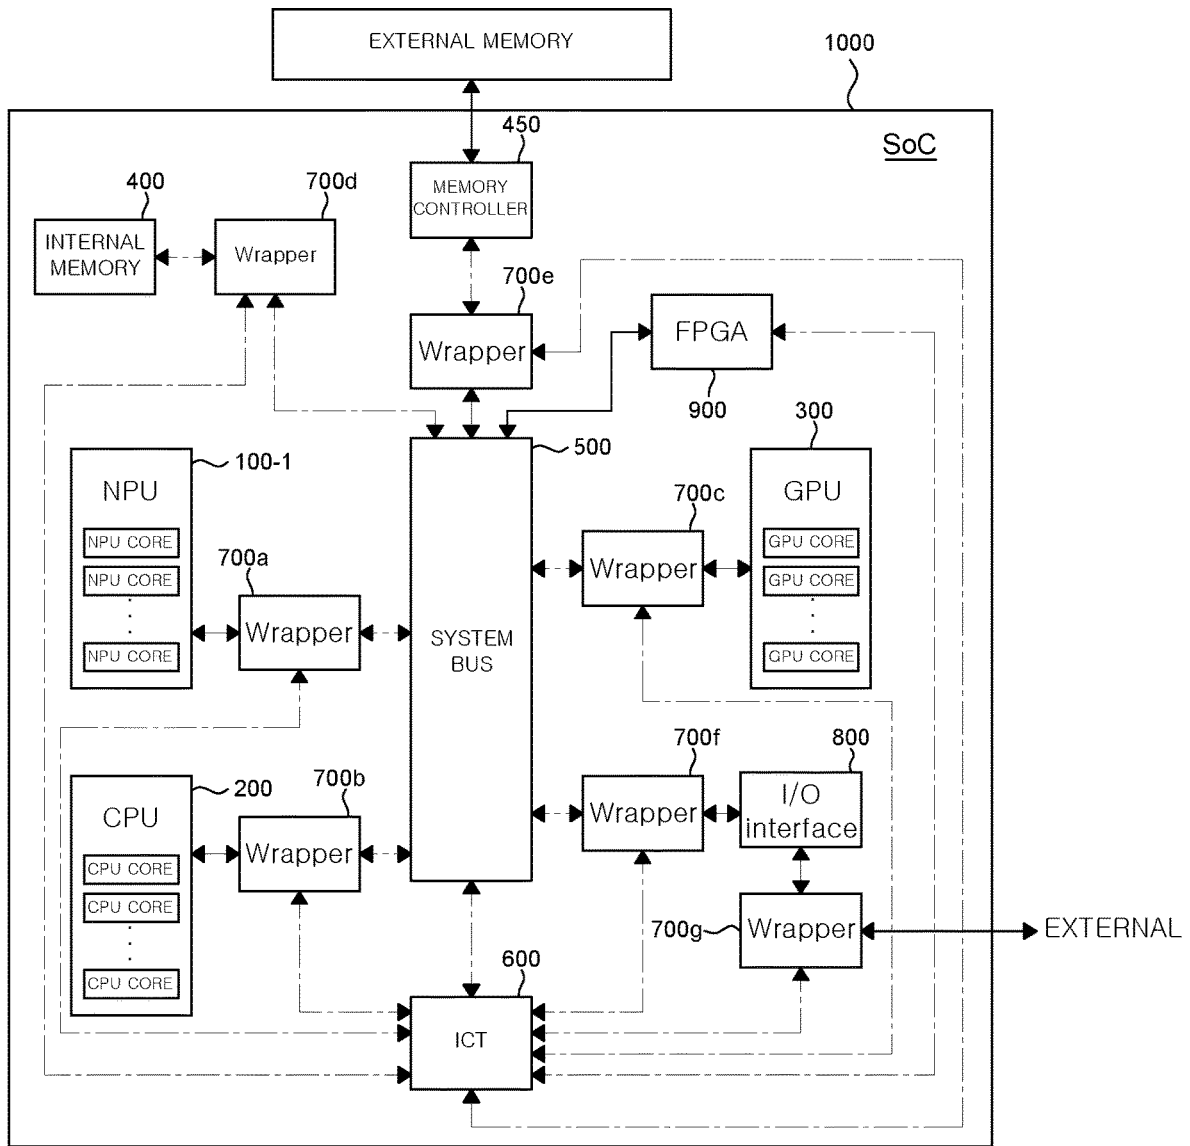 EXTERNAL MEMORY
1000
SoC
450
MEMORY
CONTROLLER
400
INTERNAL
MEMORY
700d
Wrapper
700e
Wrapper
FPGA
900
100-1
NPU
NPU CORE
NPU CORE
NPU CORE
700a
Wrapper
500
SYSTEM
BUS
700c
Wrapper
300
GPU
GPU CORE
GPU CORE
GPU CORE
200
CPU
CPU CORE
CPU CORE
CPU CORE
700b
Wrapper
700f
Wrapper
800
I/O
interface
700g
Wrapper
EXTERNAL
600
ICT